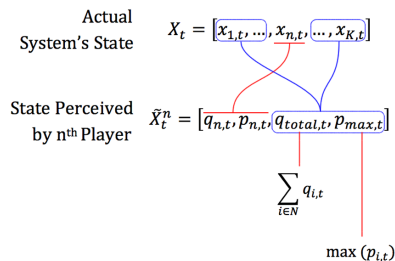 Actual
System's State
X_t = [x_{1,t}, ..., x_{n,t}, ..., x_{K,t}]
State Perceived
by nth Player
X̃_t^n = [q_{n,t}, p_{n,t}, q_{total,t}, p_{max,t}]
∑_{i∈N} q_{i,t}
max (p_{i,t})